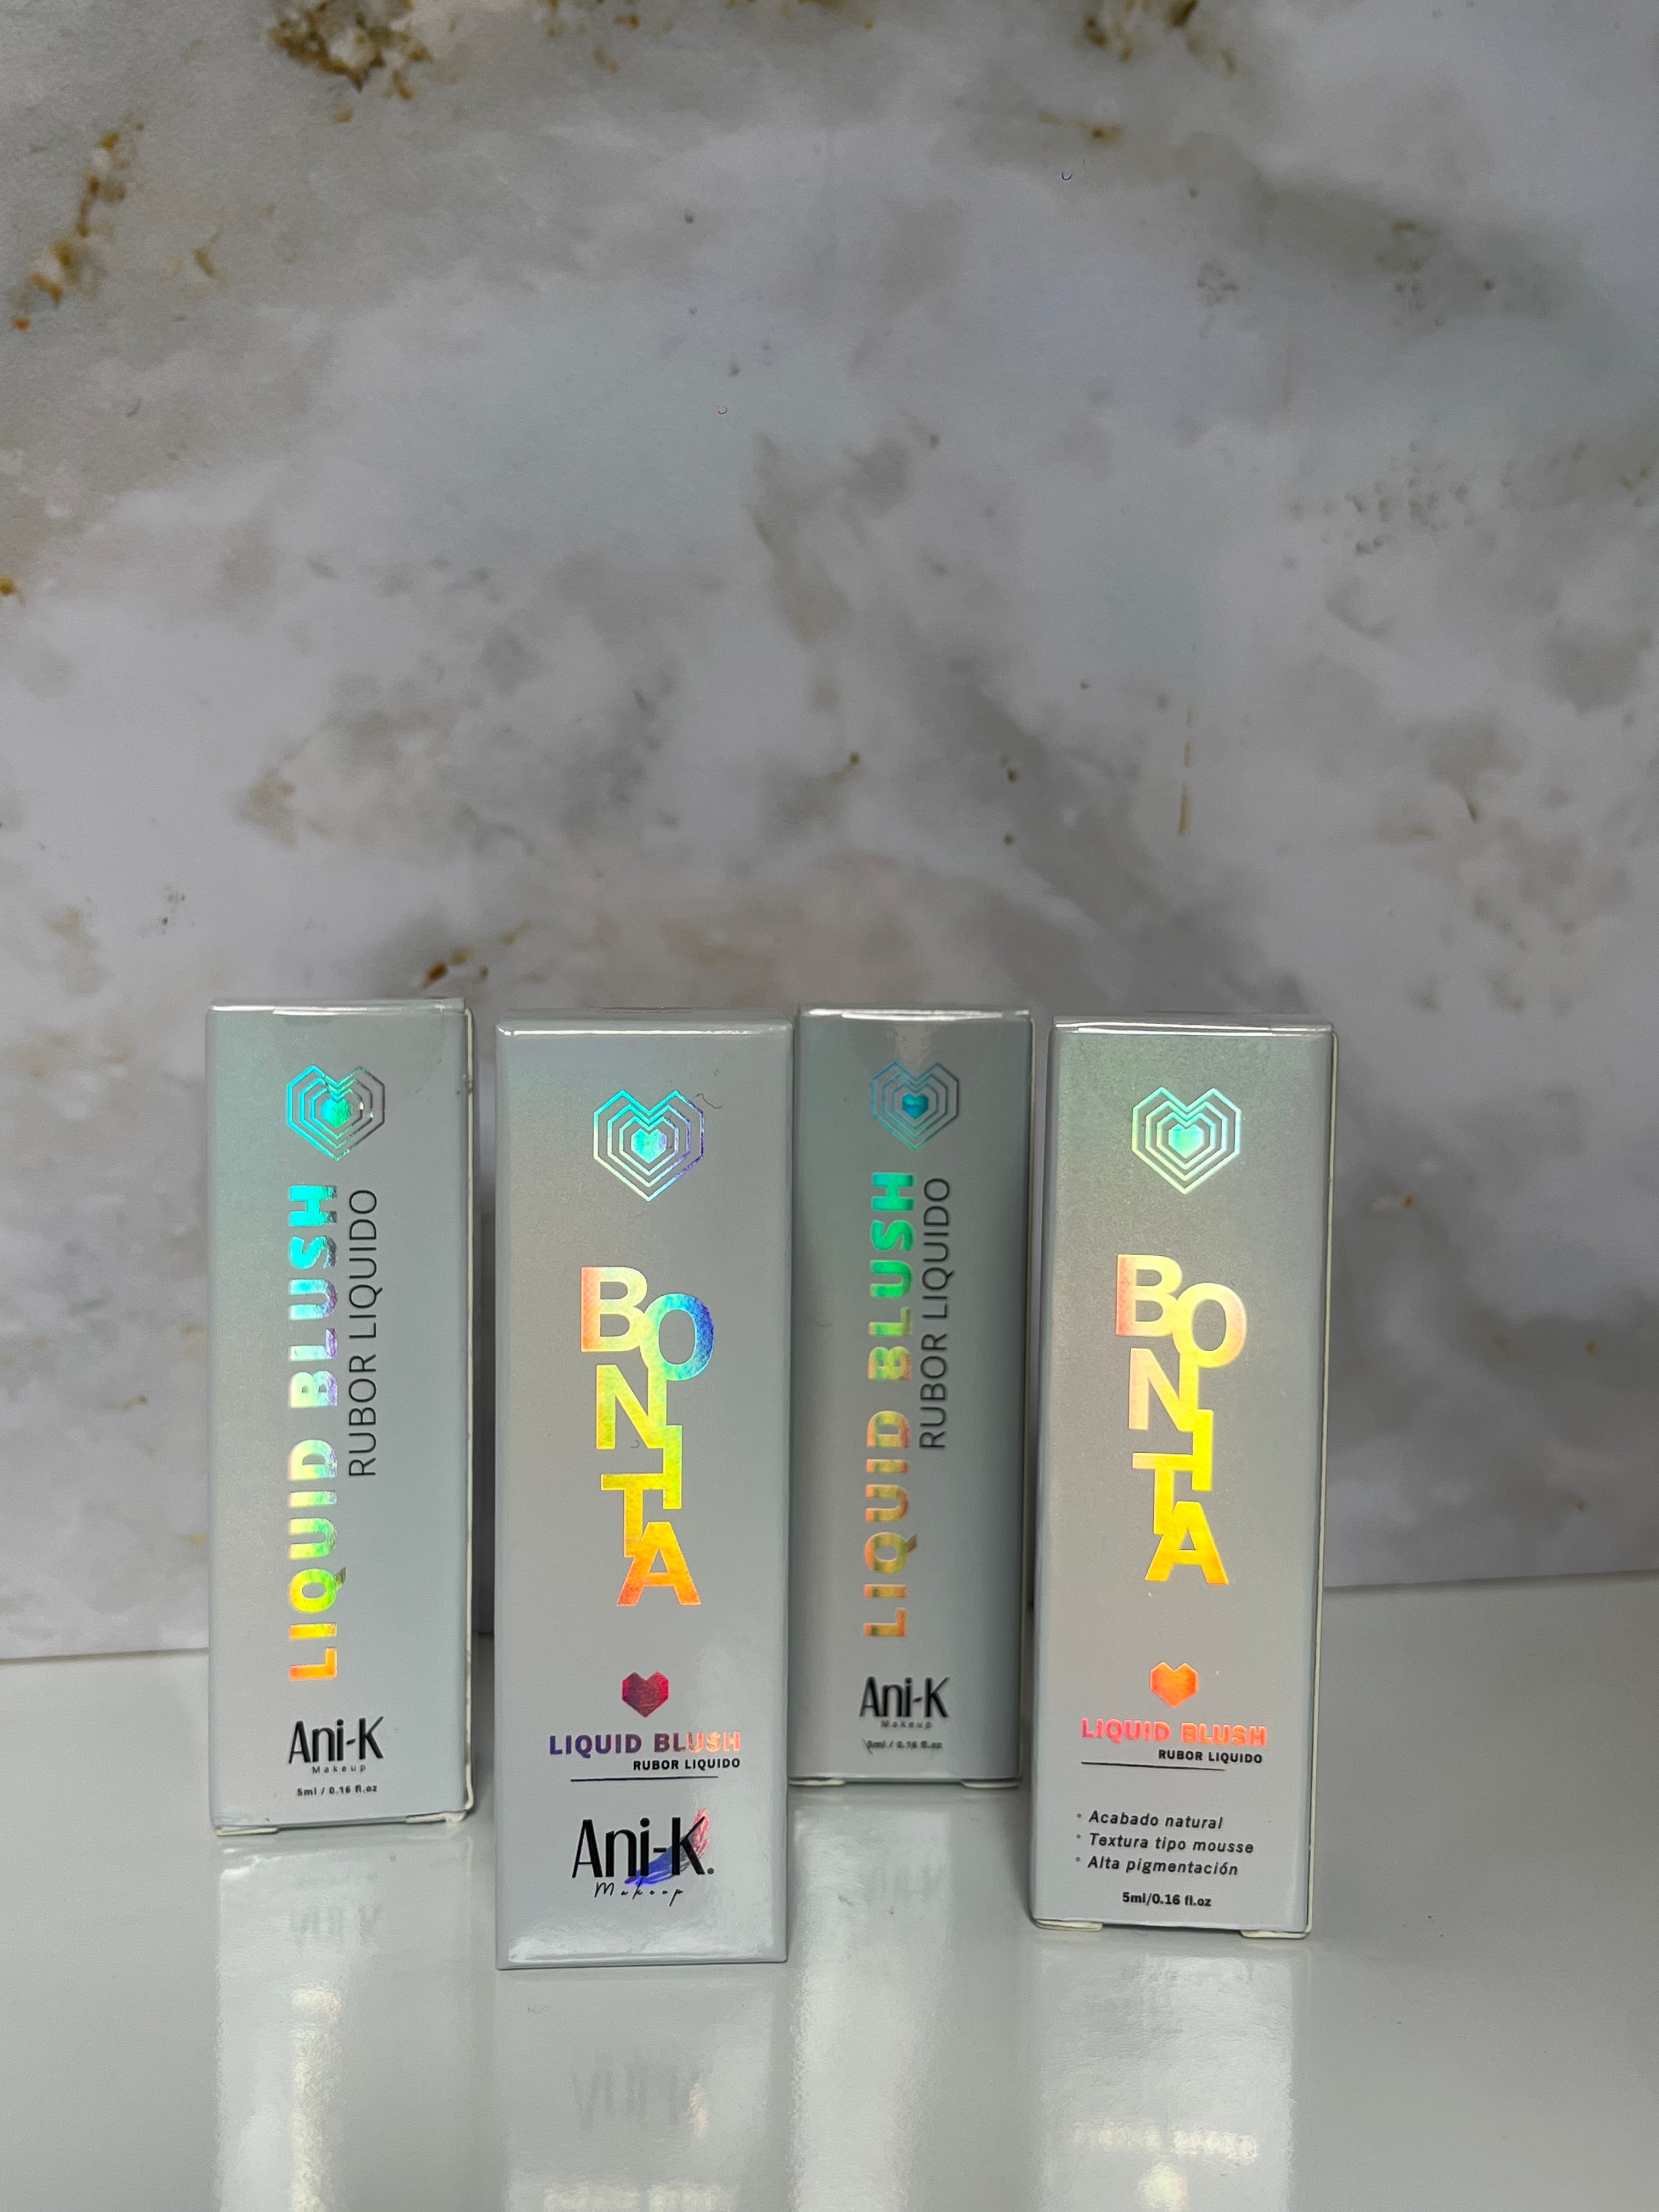 LIQUID BLUSH
RUBOR LIQUIDO
Ani-K
Makeup
5ml / 0.16 fl.oz
BONITA
LIQUID BLUSH
RUBOR LIQUIDO
Ani-K.
Makeup
LIQUID BLUSH
RUBOR LIQUIDO
Ani-K
Makeup
5ml / 0.16 fl.oz
BONITA
LIQUID BLUSH
RUBOR LIQUIDO
• Acabado natural
• Textura tipo mousse
• Alta pigmentación
5ml/0.16 fl.oz